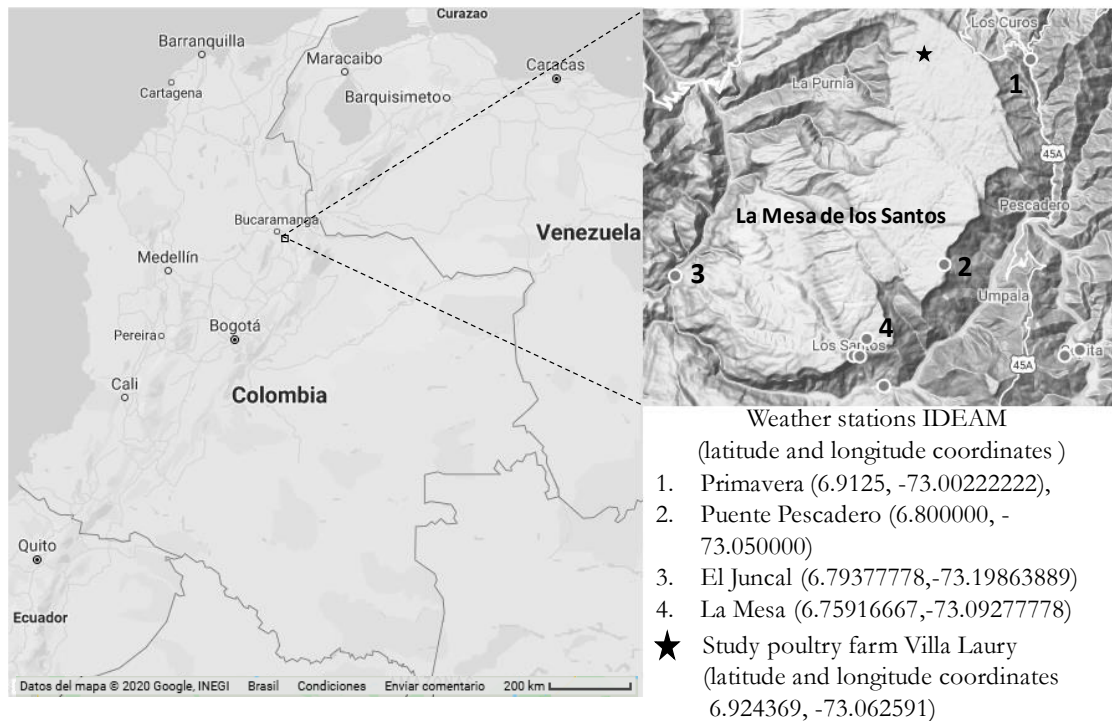 Curazao
Barranquilla
Maracaibo
Caracas
Cartagena
Barquisimeto
Bucaramanga
Venezuela
Medellín
Bogotá
Pereira
Cali
Colombia
Quito
Ecuador
Datos del mapa © 2020 Google, INEGI Brasil Condiciones Enviar comentario 200 km
Los Curos
La Purnia
1
45A
Pescadero
La Mesa de los Santos
2
3
Umpala
4
Los Santos
45A
Weather stations IDEAM
(latitude and longitude coordinates )
1. Primavera (6.9125, -73.00222222),
2. Puente Pescadero (6.800000, -
73.050000)
3. El Juncal (6.79377778,-73.19863889)
4. La Mesa (6.75916667,-73.09277778)
★ Study poultry farm Villa Laury
(latitude and longitude coordinates
6.924369, -73.062591)